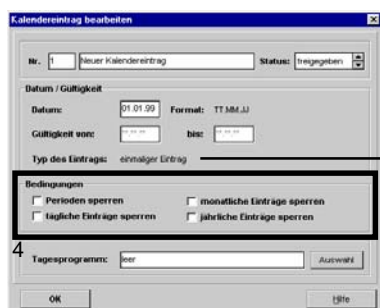 Kalendereintrag bearbeiten
Nr. 1 Neuer Kalendereintrag Status: freigegeben
Datum / Gültigkeit
Datum: 01.01.99 Format: TT.MM.JJ
Gültigkeit von: **.**.** bis: **.**.**
Typ des Eintrags: einmaliger Eintrag
Bedingungen
Perioden sperren monatliche Einträge sperren
tägliche Einträge sperren jährliche Einträge sperren
4
Tagesprogramm: leer Auswahl
OK Hilfe